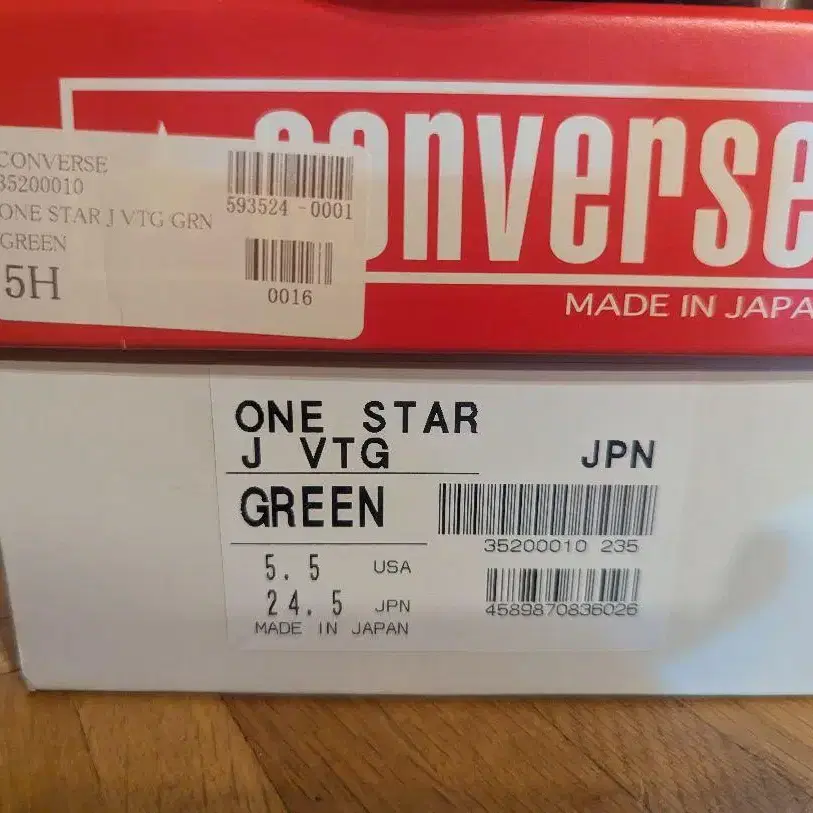 converse
MADE IN JAPA
CONVERSE
35200010
ONE STAR J VTG GRN
GREEN
5H
593524 -0001
0016
ONE STAR
J VTG
JPN
GREEN
35200010 235
5.5 USA
24.5 JPN
MADE IN JAPAN
4589870836026